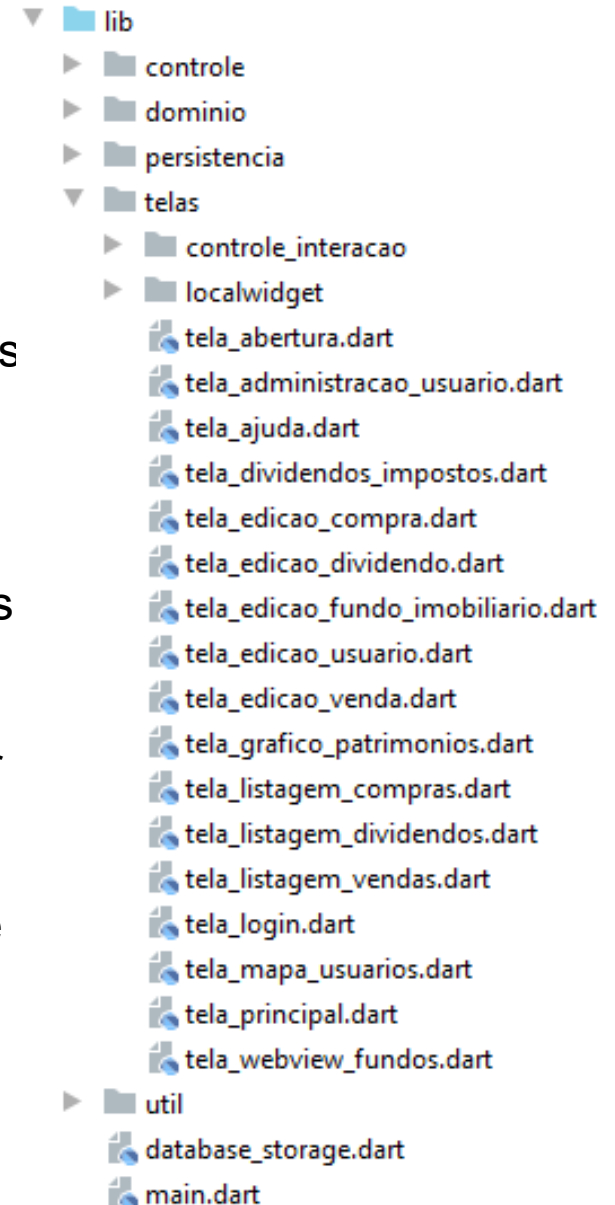 lib
controle
dominio
persistencia
telas
controle_interacao
localwidget
tela_abertura.dart
tela_administracao_usuario.dart
tela_ajuda.dart
tela_dividendos_impostos.dart
tela_edicao_compra.dart
tela_edicao_dividendo.dart
tela_edicao_fundo_imobiliario.dart
tela_edicao_usuario.dart
tela_edicao_venda.dart
tela_grafico_patrimonios.dart
tela_listagem_compras.dart
tela_listagem_dividendos.dart
tela_listagem_vendas.dart
tela_login.dart
tela_mapa_usuarios.dart
tela_principal.dart
tela_webview_fundos.dart
util
database_storage.dart
main.dart